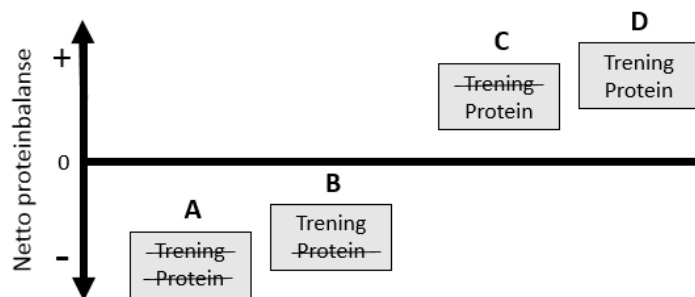 D
C
+
Trening
Protein
Trening
Protein
Netto proteinbalanse
0
B
A
Trening
Protein
Trening
Protein
-